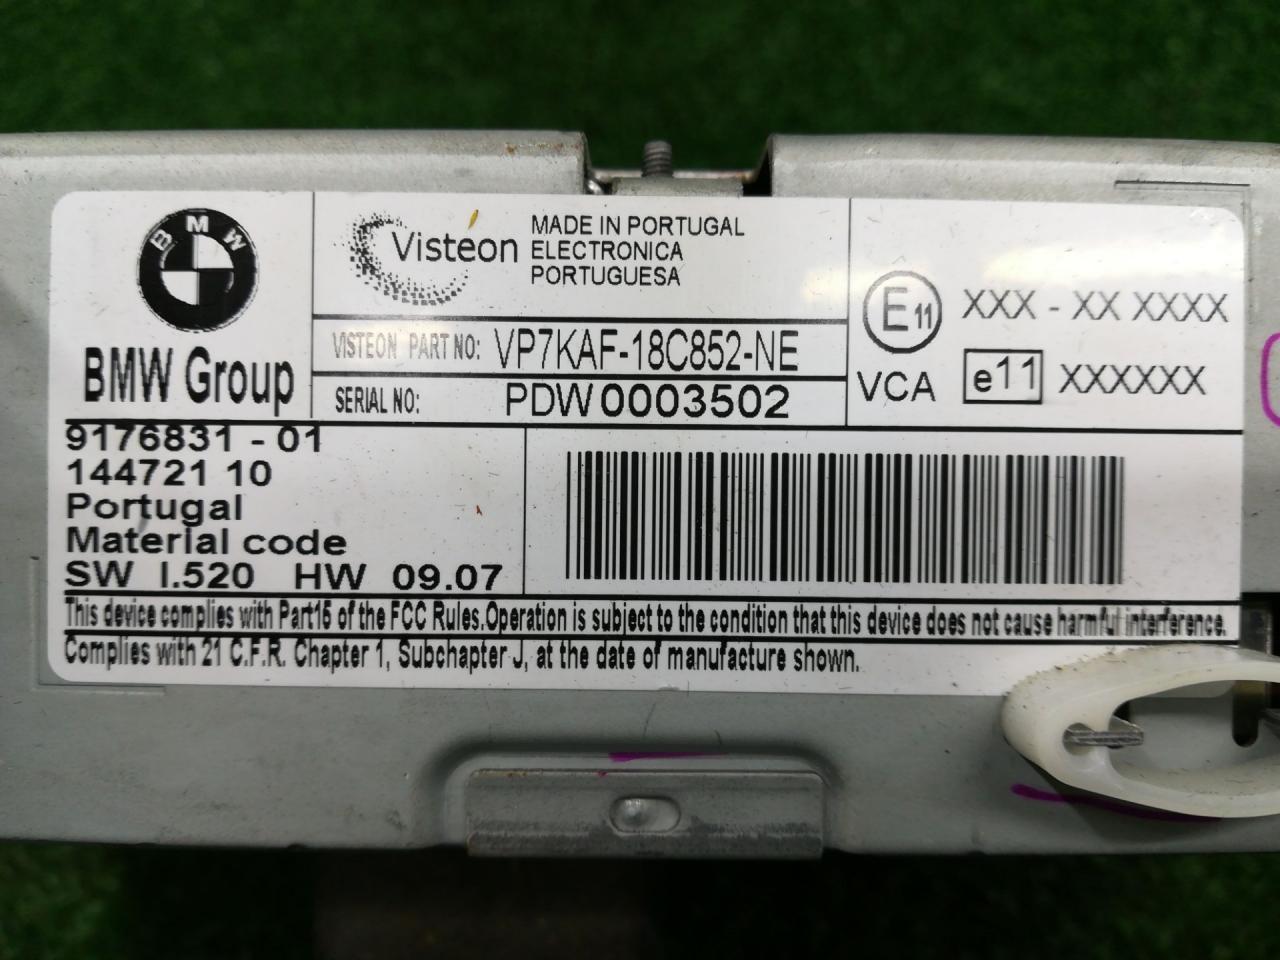 BMW
BMW Group
Visteon
MADE IN PORTUGAL
ELECTRONICA
PORTUGUESA
VISTEON PART NO: VP7KAF-18C852-NE
SERIAL NO: PDW0003502
E11 XXX - XX XXXX
VCA e11 XXXXXX
9176831 - 01
144721 10
Portugal
Material code
SW 1.520 HW 09.07
This device complies with Part15 of the FCC Rules.Operation is subject to the condition that this device does not cause harmful interference.
Complies with 21 C.F.R. Chapter 1, Subchapter J, at the date of manufacture shown.